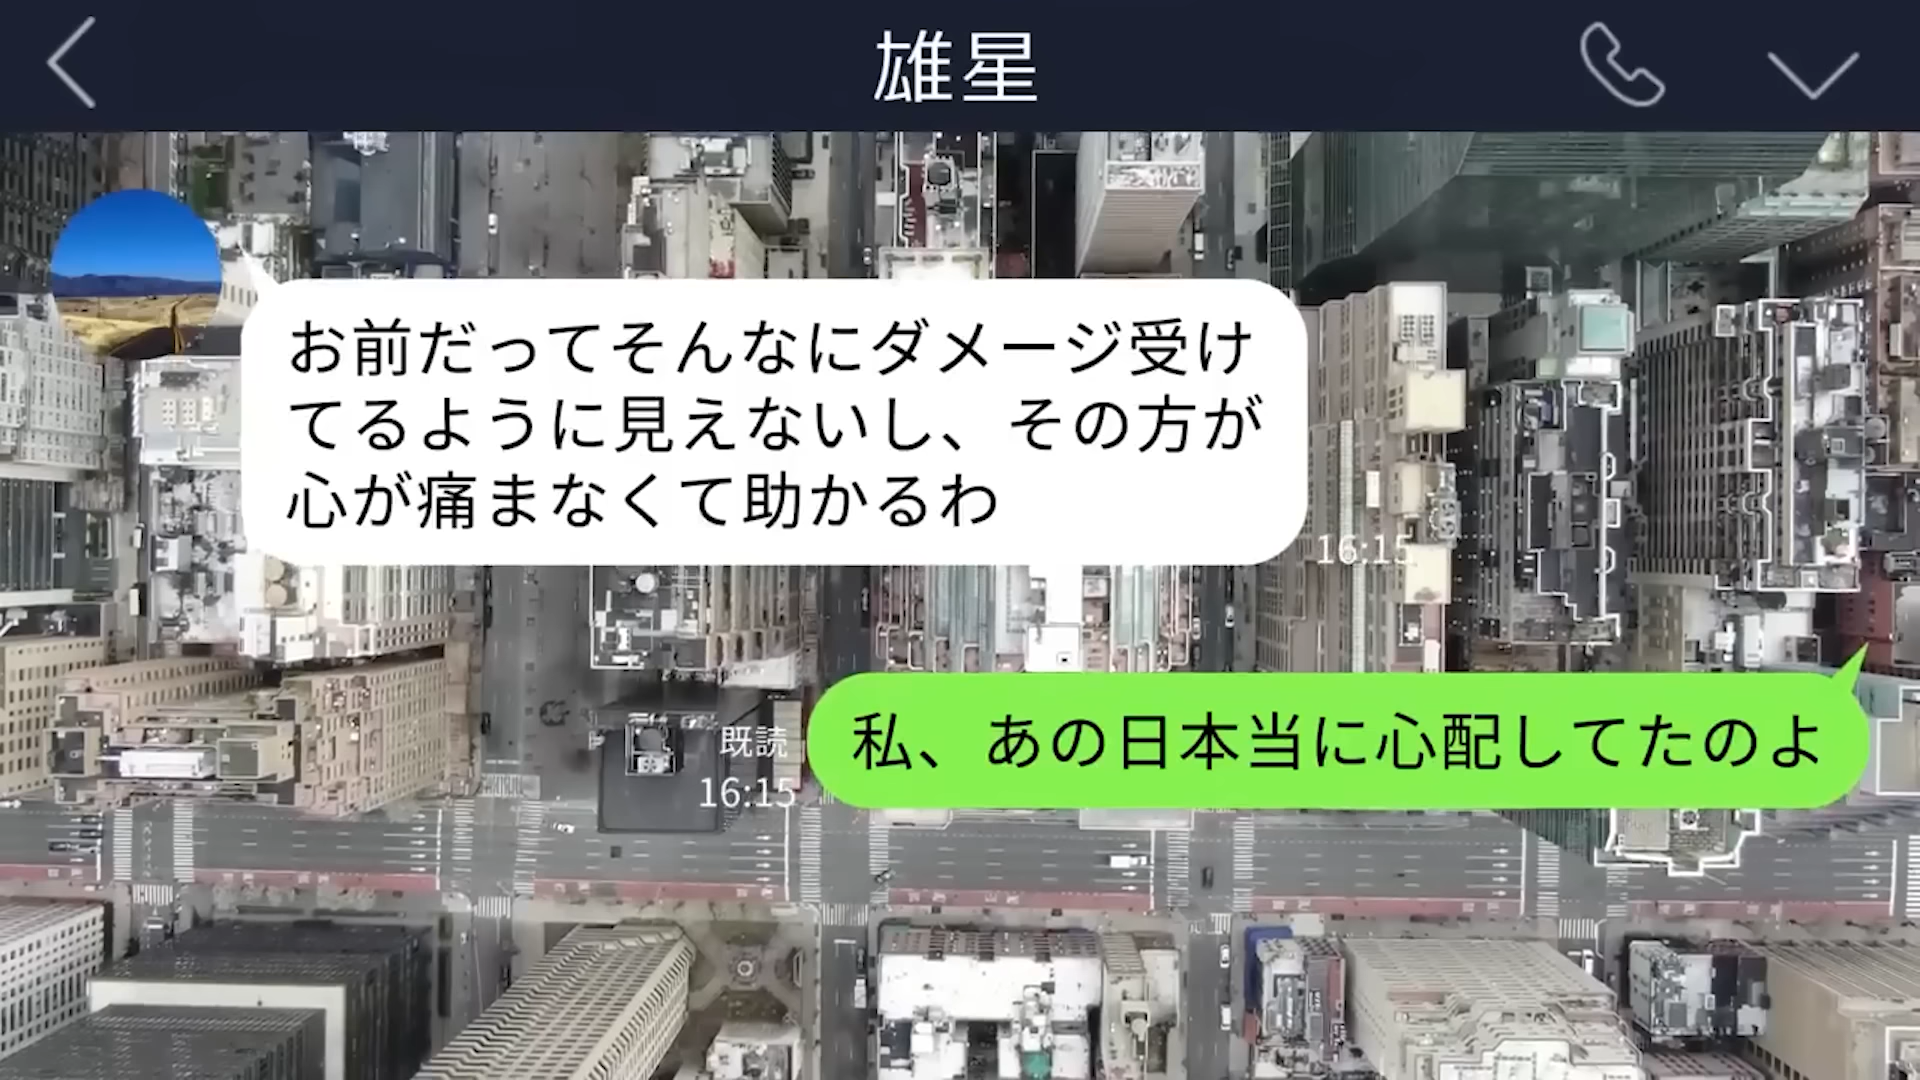 雄星
お前だってそんなにダメージ受け
てるように見えないし、その方が
心が痛まなくて助かるわ
16:15
私、あの日本当に心配してたのよ
既読
16:15